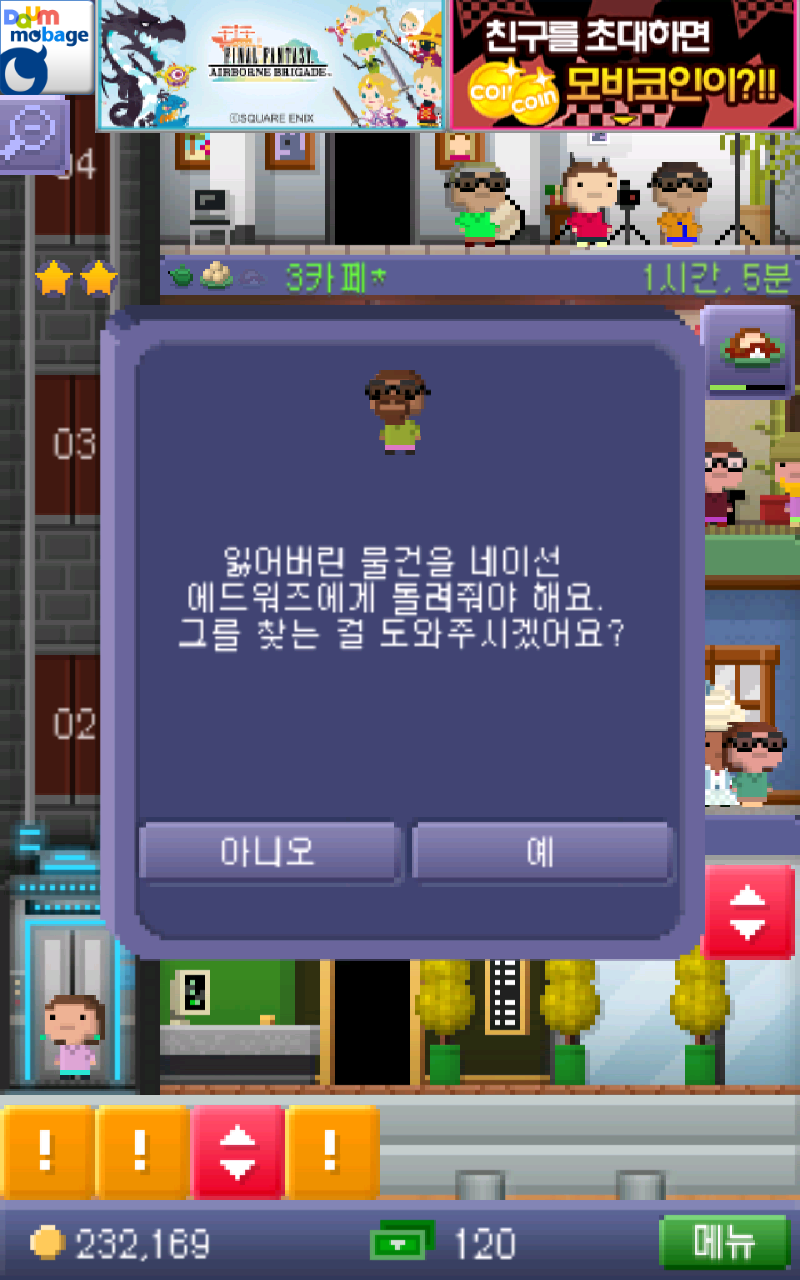 Daum
mobage
FINAL FANTASY
AIRBORNE BRIGADE
©SQUARE ENIX
친구를 초대하면
모바코인이?!!
COIN
coin
04
3카페*
1시간, 5분
03
잃어버린 물건을 네이선
에드워즈에게 돌려줘야 해요.
그를 찾는 걸 도와주시겠어요?
02
아니오
예
232,169
120
메뉴